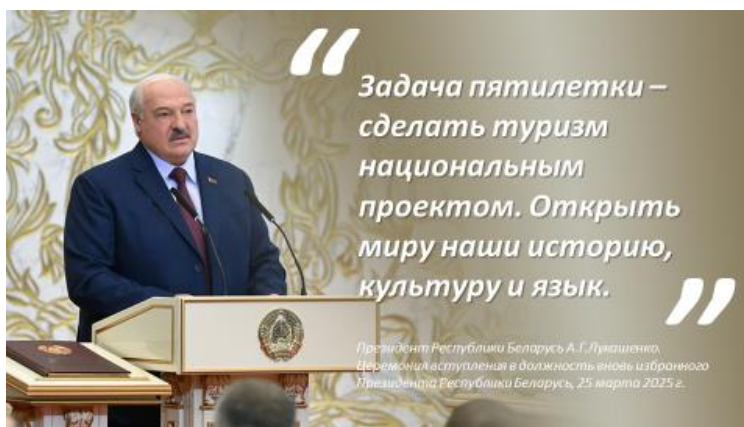 Задача пятилетки –
сделать туризм
национальным
проектом. Открыть
миру наши историю,
культуру и язык.
Президент Республики Беларусь А.Г.Лукашенко.
Церемония вступления в должность вновь избранного
Президента Республики Беларусь, 25 марта 2025 г.